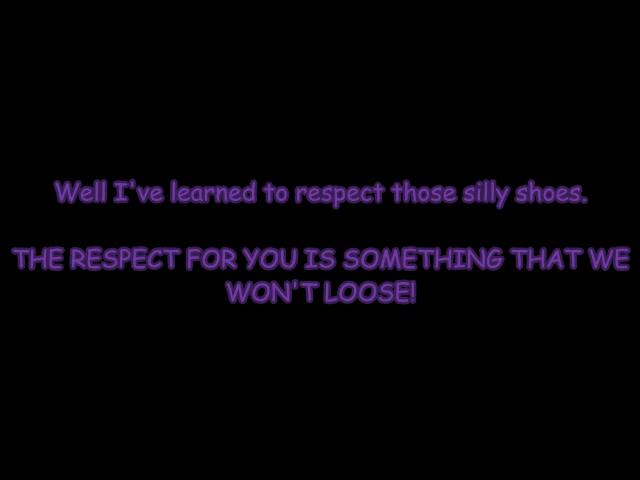 Well I've learned to respect those silly shoes.
THE RESPECT FOR YOU IS SOMETHING THAT WE
WON'T LOOSE!